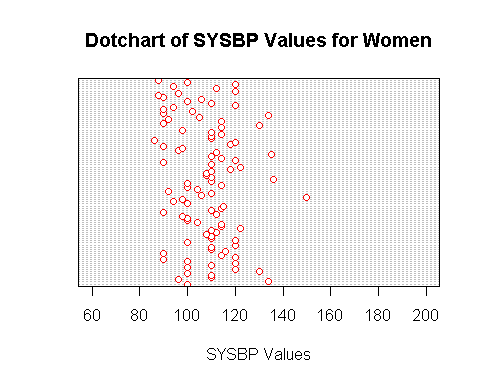 Dotchart of SYSBP Values for Women
60 80 100 120 140 160 180 200
SYSBP Values